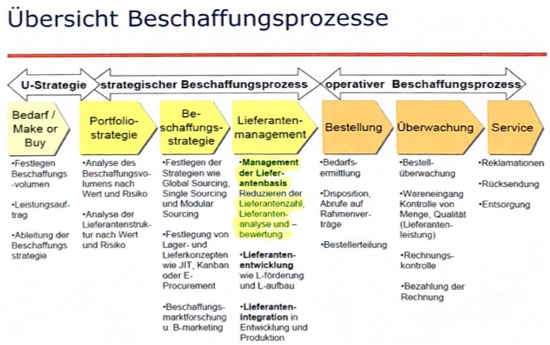 Übersicht Beschaffungsprozesse
U-Strategie
strategischer Beschaffungsprozess
operativer Beschaffungsprozess
Bedarf /
Make or
Buy
Portfolio-
strategie
Be-
schaffungs-
strategie
Lieferanten-
management
Bestellung
Überwachung
Service
•Festlegen
Beschaffungs
-volumen
•Leistungsauf-
trag
•Ableitung der
Beschaffungs
strategie
•Analyse des
Beschaffungsvo-
lumens nach
Wert und Risiko
•Analyse der
Lieferantenstruk-
tur nach Wert
und Risiko
•Festlegen der
Strategien wie
Global Sourcing,
Single Sourcing
und Modular
Sourcing
•Festlegung von
Lager- und
Lieferkonzepten
wie JIT, Kanban
oder E-
Procurement
•Beschaffungs-
marktforschung
u. B-marketing
•Management
der Liefer-
antenbasis
Reduzieren der
Lieferantenzahl,
Lieferanten-
analyse und –
bewertung
•Lieferanten-
entwicklung
wie L-förderung
und L-aufbau
•Lieferanten-
integration in
Entwicklung und
Produktion
•Bedarfs-
ermittlung
•Disposition,
Abrufe auf
Rahmenver-
träge
•Bestellerteilung
•Bestell-
überwachung
•Wareneingang
Kontrolle von
Menge, Qualität
(Lieferanten-
leistung)
•Rechnungs-
kontrolle
•Bezahlung der
Rechnung
•Reklamationen
•Rücksendung
•Entsorgung